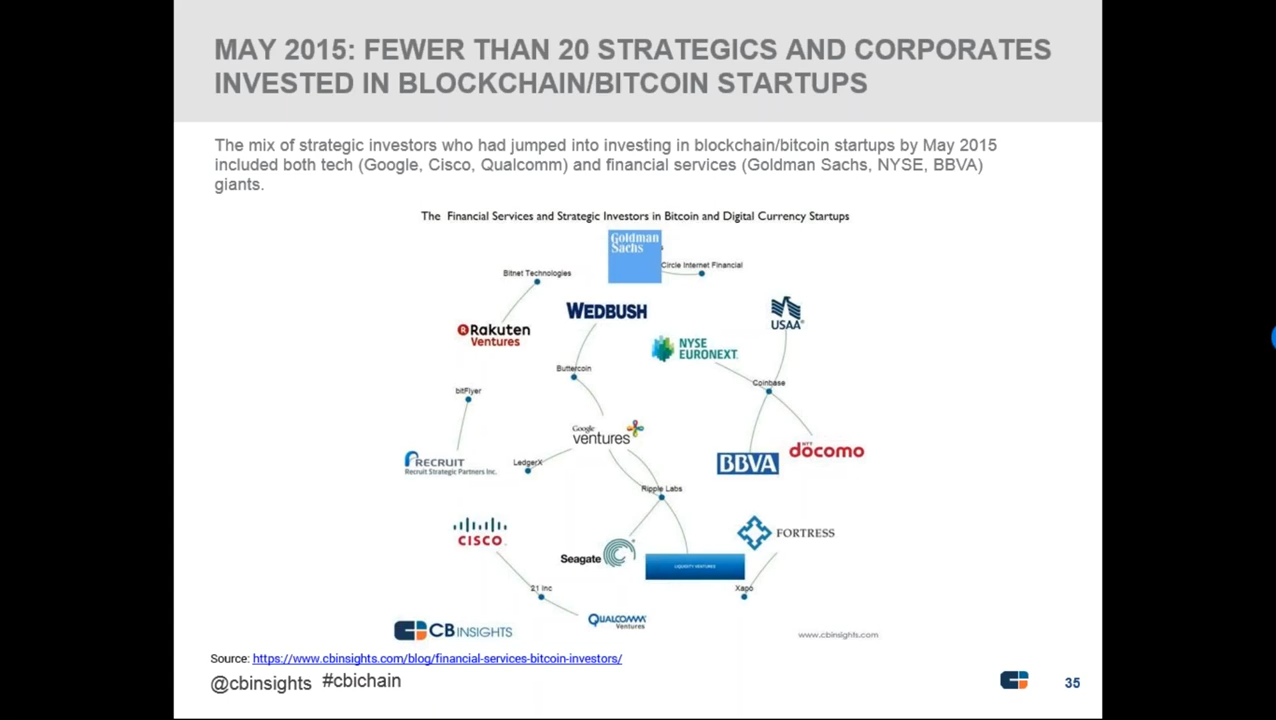 MAY 2015: FEWER THAN 20 STRATEGICS AND CORPORATES
INVESTED IN BLOCKCHAIN/BITCOIN STARTUPS
The mix of strategic investors who had jumped into investing in blockchain/bitcoin startups by May 2015
included both tech (Google, Cisco, Qualcomm) and financial services (Goldman Sachs, NYSE, BBVA)
giants.
The Financial Services and Strategic Investors in Bitcoin and Digital Currency Startups
Goldman
Sachs
Circle Internet Financial
Bitnet Technologies
WEDBUSH
USAA®
Rakuten
Ventures
NYSE
EURONEXT.
Buttercoin
Coinbase
bitFlyer
Google
ventures
NTT
docomo
BBVA
RECRUIT
Recruit Strategic Partners Inc.
LedgerX
Ripple Labs
CISCO
FORTRESS
Seagate
LIQUIDITY VENTURES
21 Inc
Xapo
QUALCOMM
Ventures
CBINSIGHTS
www.cbinsights.com
Source: https://www.cbinsights.com/blog/financial-services-bitcoin-investors/
@cbinsights #cbichain
35